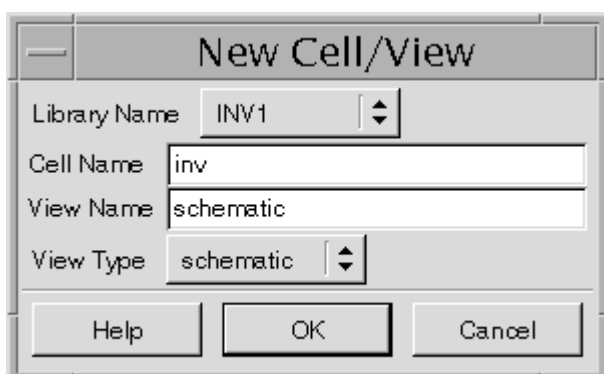 New Cell/View
Library Name INV1
Cell Name inv
View Name schematic
View Type schematic
Help OK Cancel